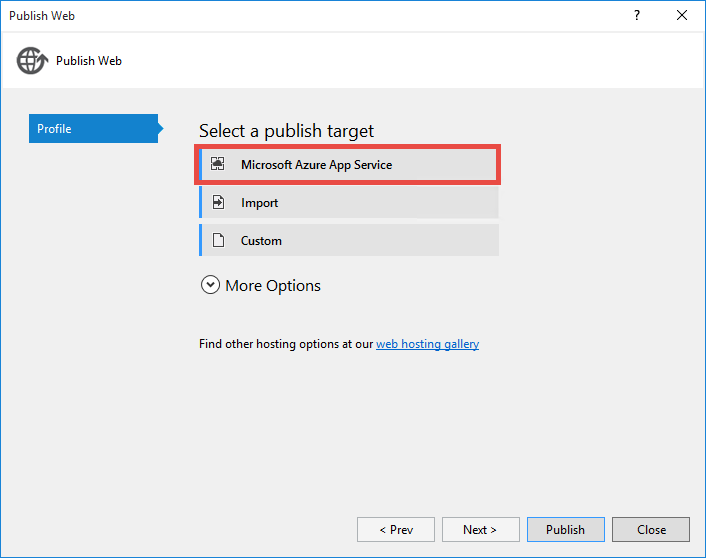 Publish Web
?
Publish Web
Profile
Select a publish target
Microsoft Azure App Service
Import
Custom
More Options
Find other hosting options at our web hosting gallery
< Prev
Next >
Publish
Close